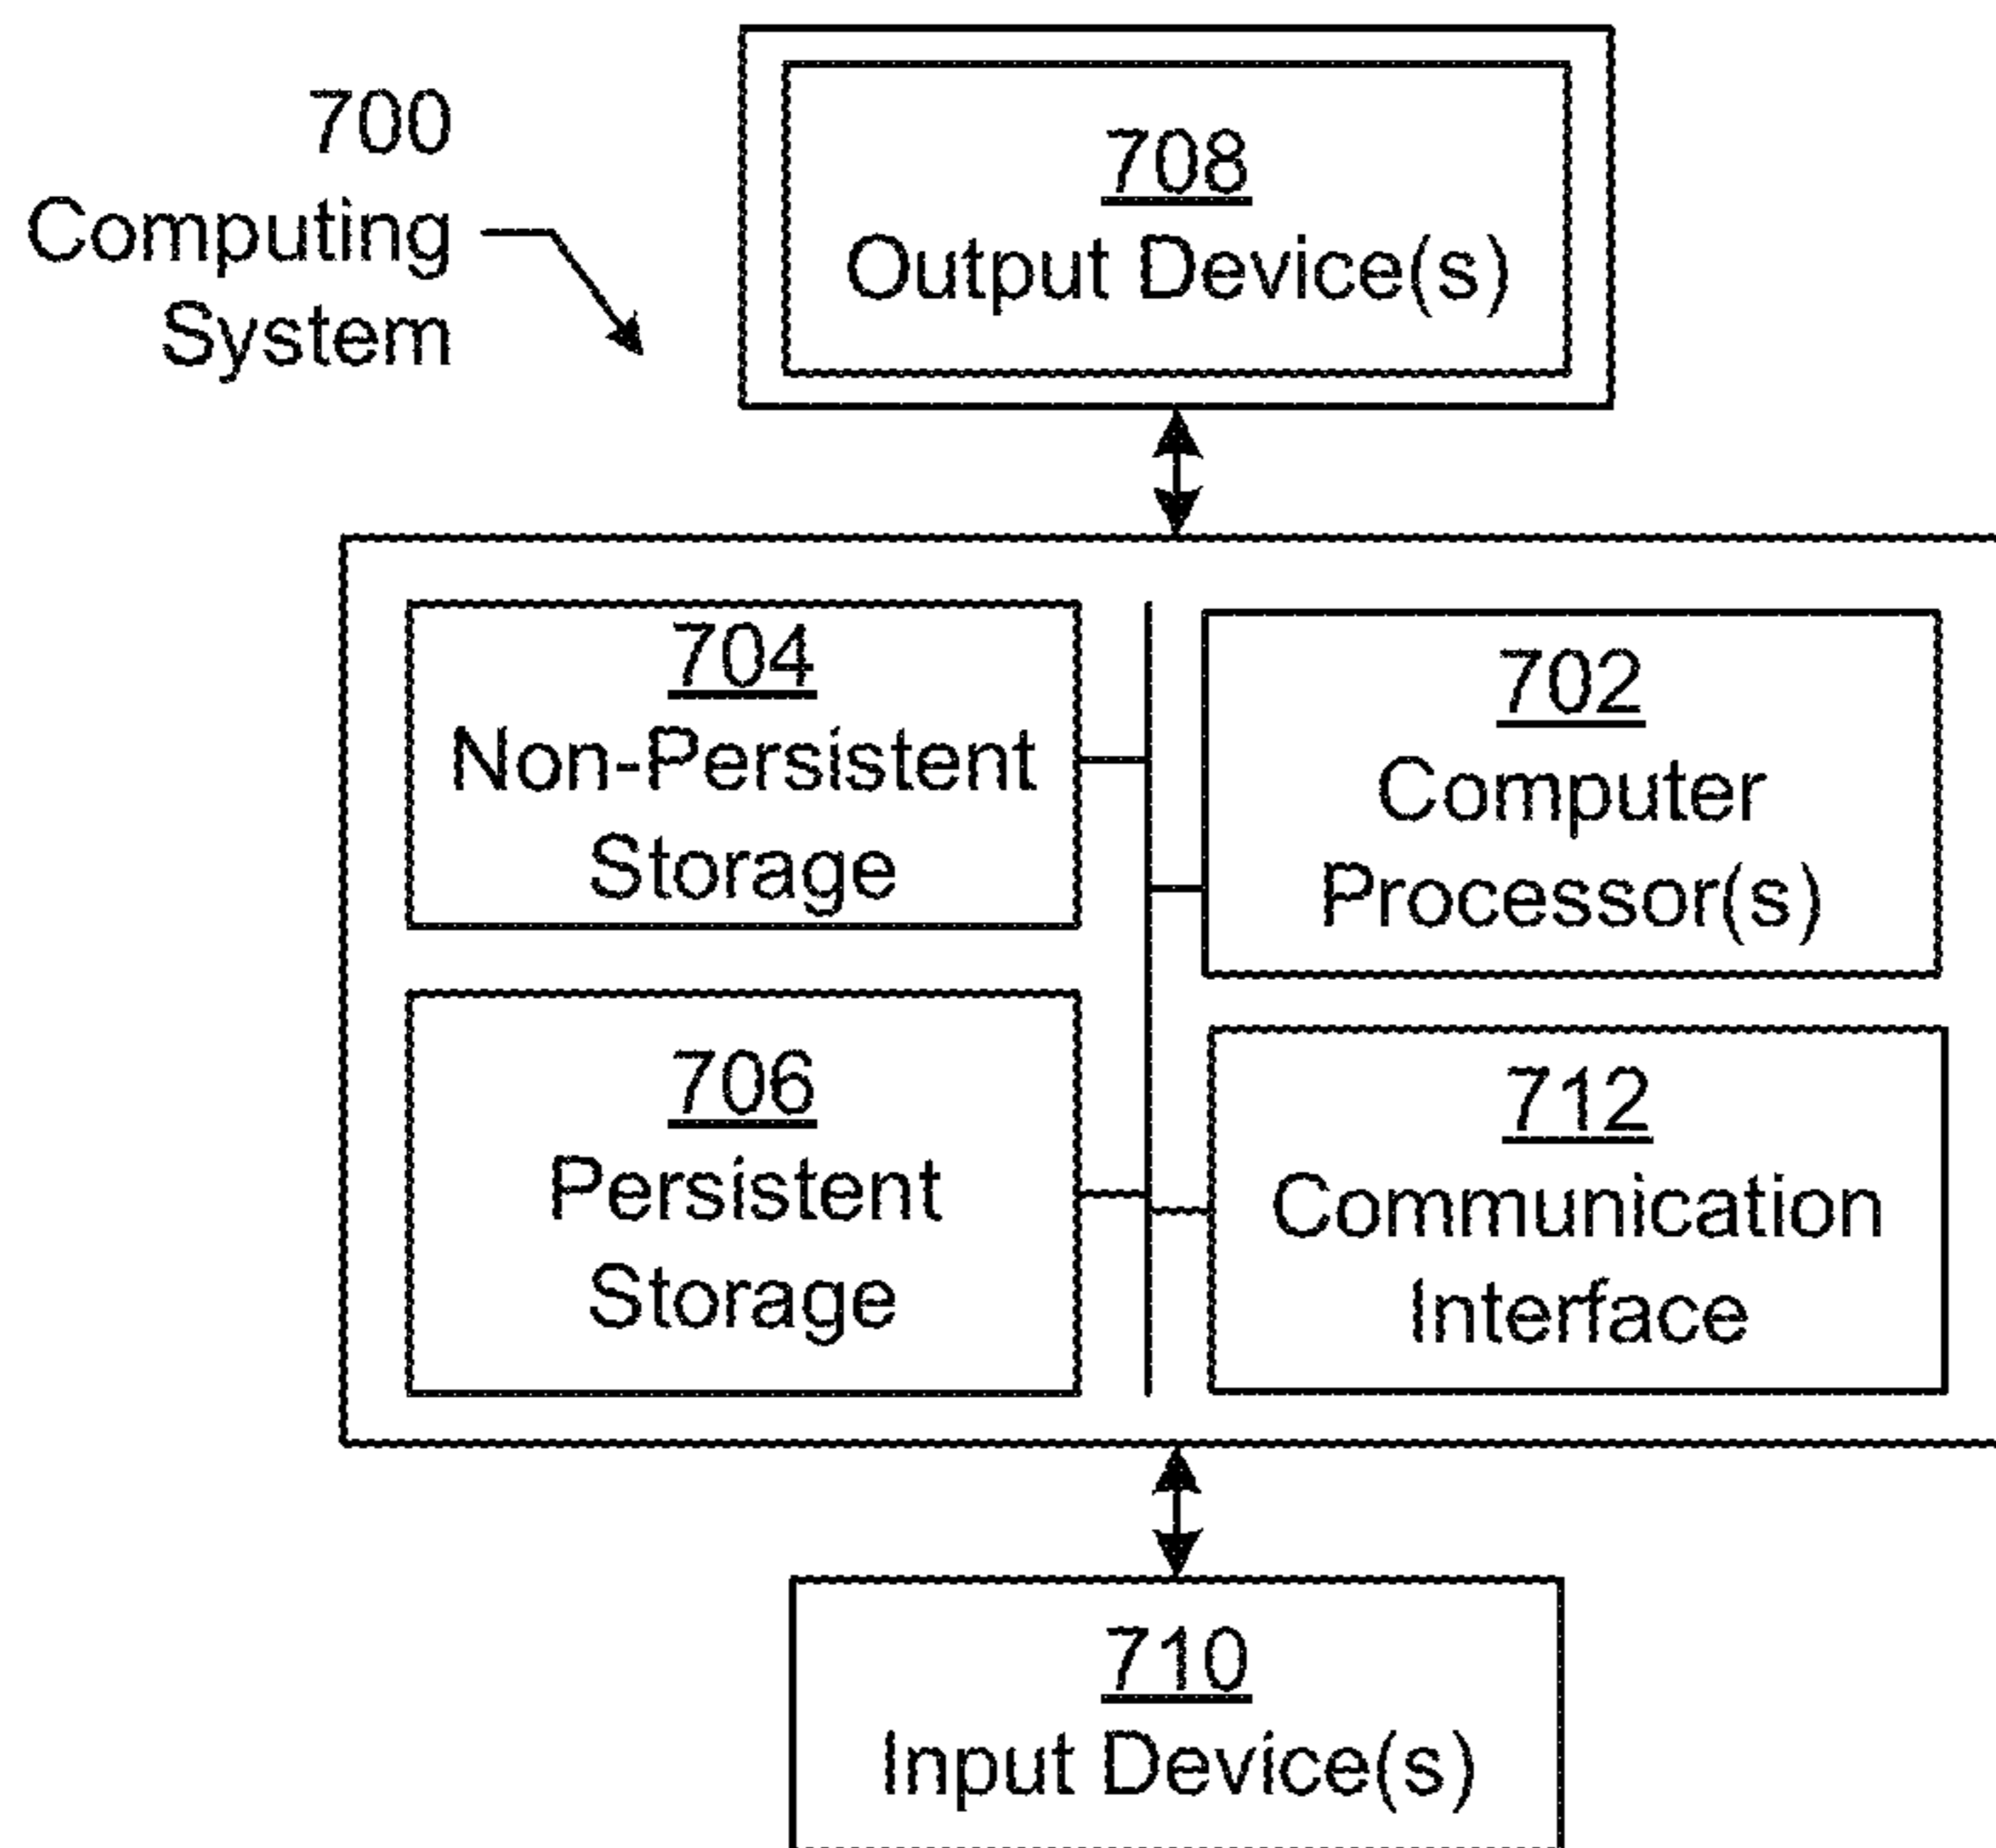 700
Computing
System
708
Output Device(s)
704
Non-Persistent
Storage
702
Computer
Processor(s)
706
Persistent
Storage
712
Communication
Interface
710
Input Device(s)